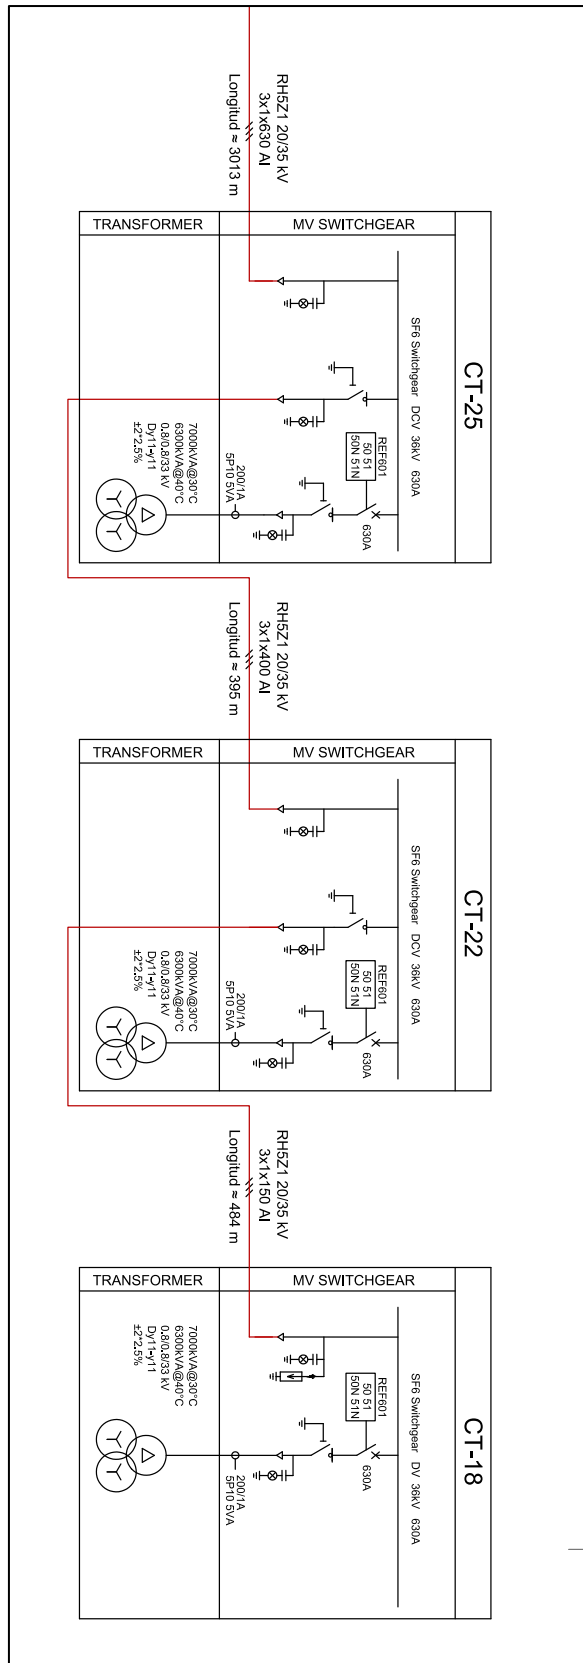 RH5Z1 20/35 kV
3x1x630 Al
Longitud ≈ 3013 m
CT-25
MV SWITCHGEAR
TRANSFORMER
SF6 Switchgear DCV 36kV 630A
REF601
50 51
50N 51N
630A
200/1A
5P10 5VA
7000kVA@30°C
6300kVA@40°C
0.8/0.8/33 kV
Dy11-y11
±2*2.5%
RH5Z1 20/35 kV
3x1x400 Al
Longitud ≈ 395 m
CT-22
MV SWITCHGEAR
TRANSFORMER
SF6 Switchgear DCV 36kV 630A
REF601
50 51
50N 51N
630A
200/1A
5P10 5VA
7000kVA@30°C
6300kVA@40°C
0.8/0.8/33 kV
Dy11-y11
±2*2.5%
RH5Z1 20/35 kV
3x1x150 Al
Longitud ≈ 484 m
CT-18
MV SWITCHGEAR
TRANSFORMER
SF6 Switchgear DV 36kV 630A
REF601
50 51
50N 51N
630A
200/1A
5P10 5VA
7000kVA@30°C
6300kVA@40°C
0.8/0.8/33 kV
Dy11-y11
±2*2.5%